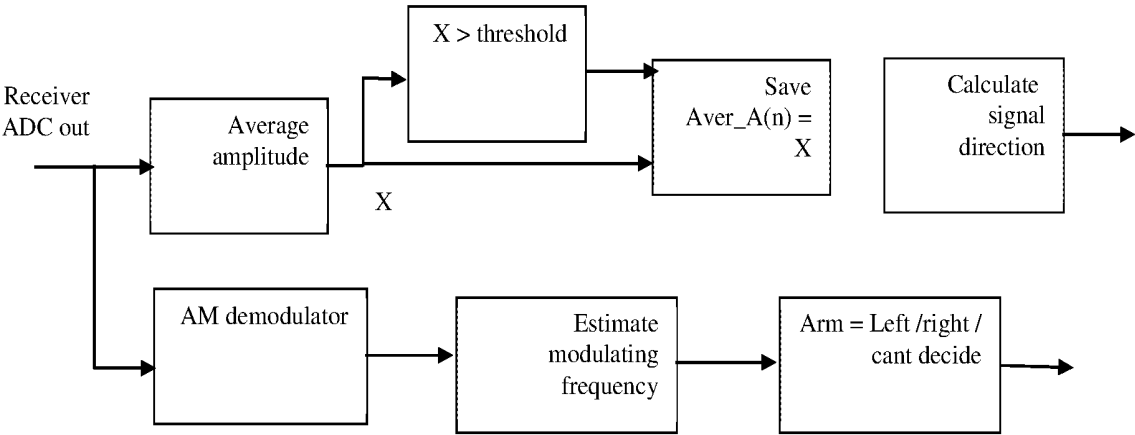 X > threshold
Receiver
ADC out
Average
amplitude
X
Save
Aver_A(n) =
X
Calculate
signal
direction
AM demodulator
Estimate
modulating
frequency
Arm = Left /right /
cant decide